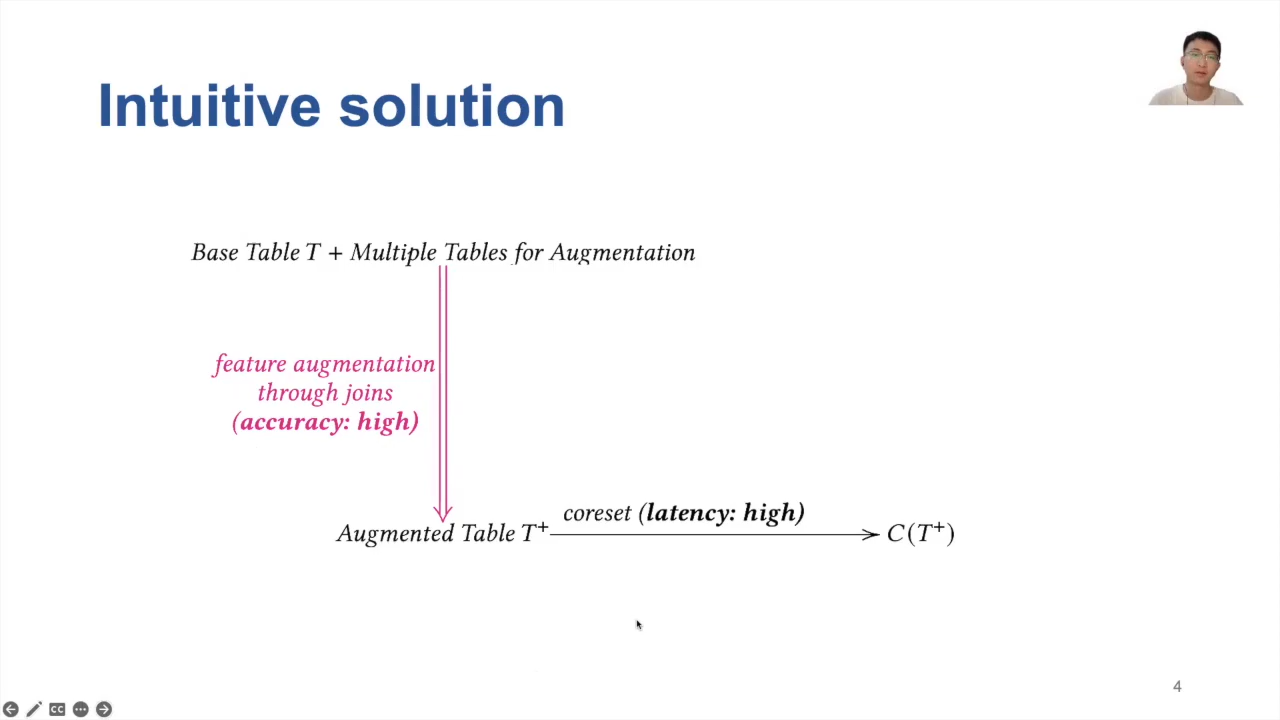 Intuitive solution
Base Table T + Multiple Tables for Augmentation
feature augmentation
through joins
(accuracy: high)
coreset (latency: high)
Augmented Table T⁺
C(T⁺)
4
CC